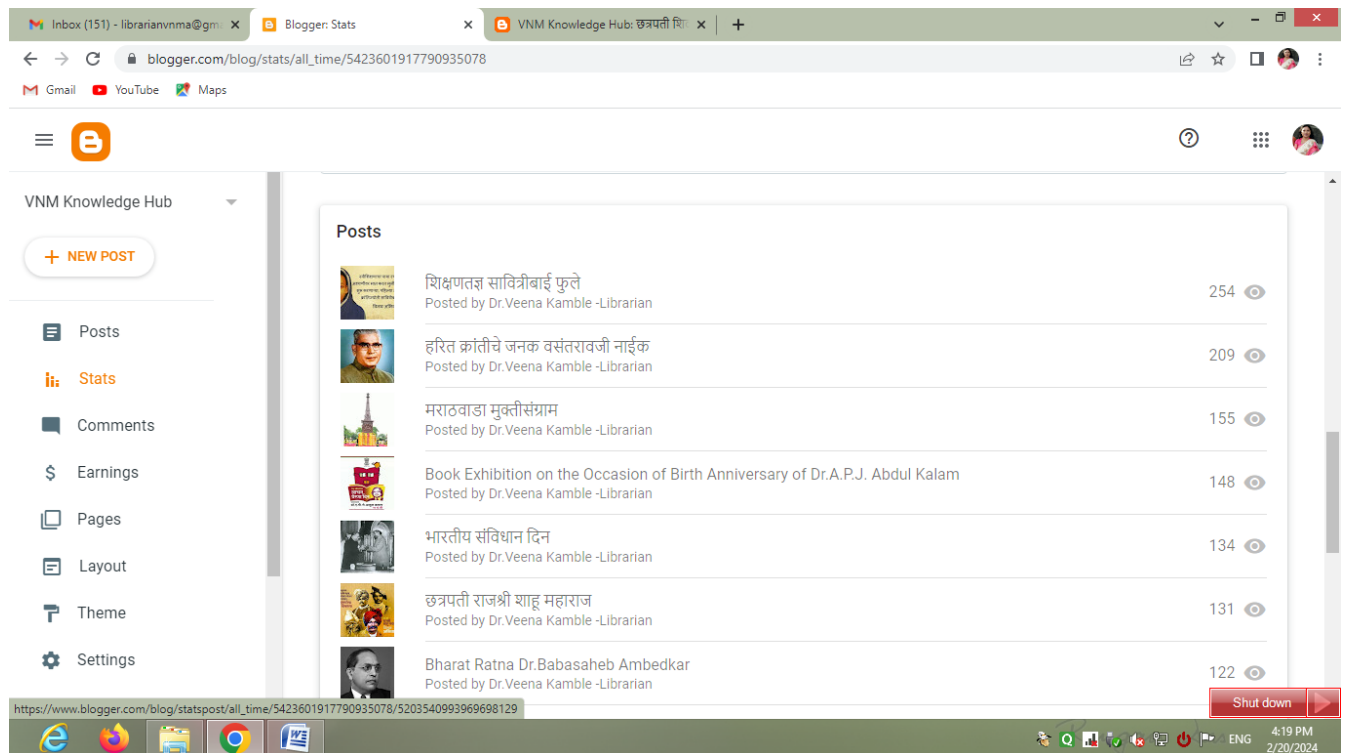 Inbox (151) - librarianvnma@gm
Blogger: Stats
VNM Knowledge Hub: छत्रपती शि
blogger.com/blog/stats/all_time/5423601917790935078
Gmail
YouTube
Maps
VNM Knowledge Hub
NEW POST
Posts
Stats
Comments
Earnings
Pages
Layout
Theme
Settings
Posts
शिक्षणतज्ञ सावित्रीबाई फुले
Posted by Dr.Veena Kamble -Librarian
254
हरित क्रांतीचे जनक वसंतरावजी नाईक
Posted by Dr.Veena Kamble -Librarian
209
मराठवाडा मुक्तीसंग्राम
Posted by Dr.Veena Kamble -Librarian
155
Book Exhibition on the Occasion of Birth Anniversary of Dr.A.P.J. Abdul Kalam
Posted by Dr.Veena Kamble -Librarian
148
भारतीय संविधान दिन
Posted by Dr.Veena Kamble -Librarian
134
छत्रपती राजश्री शाहू महाराज
Posted by Dr.Veena Kamble -Librarian
131
Bharat Ratna Dr.Babasaheb Ambedkar
Posted by Dr.Veena Kamble -Librarian
122
https://www.blogger.com/blog/statspost/all_time/5423601917790935078/5203540993969698129
Shut down
ENG
4:19 PM
2/20/2024